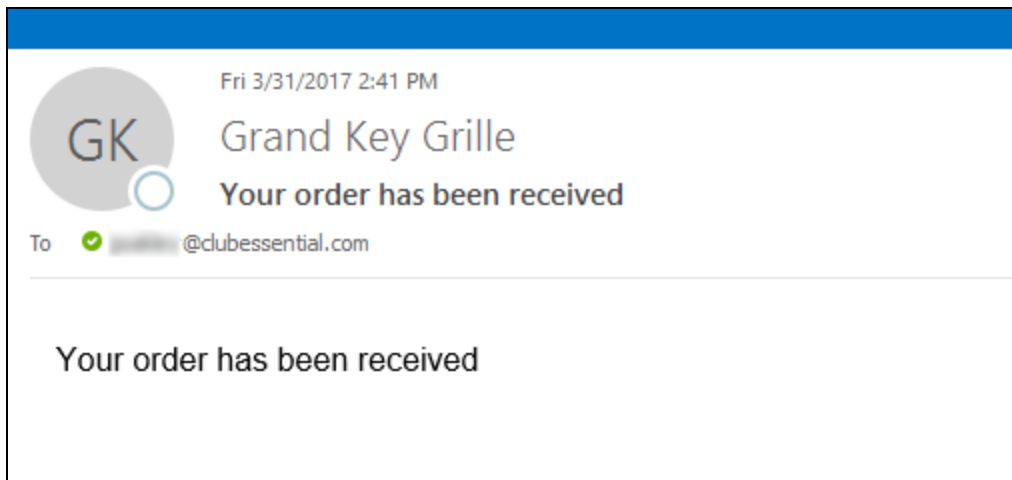 Fri 3/31/2017 2:41 PM
GK
Grand Key Grille
Your order has been received
To @clubessential.com
Your order has been received